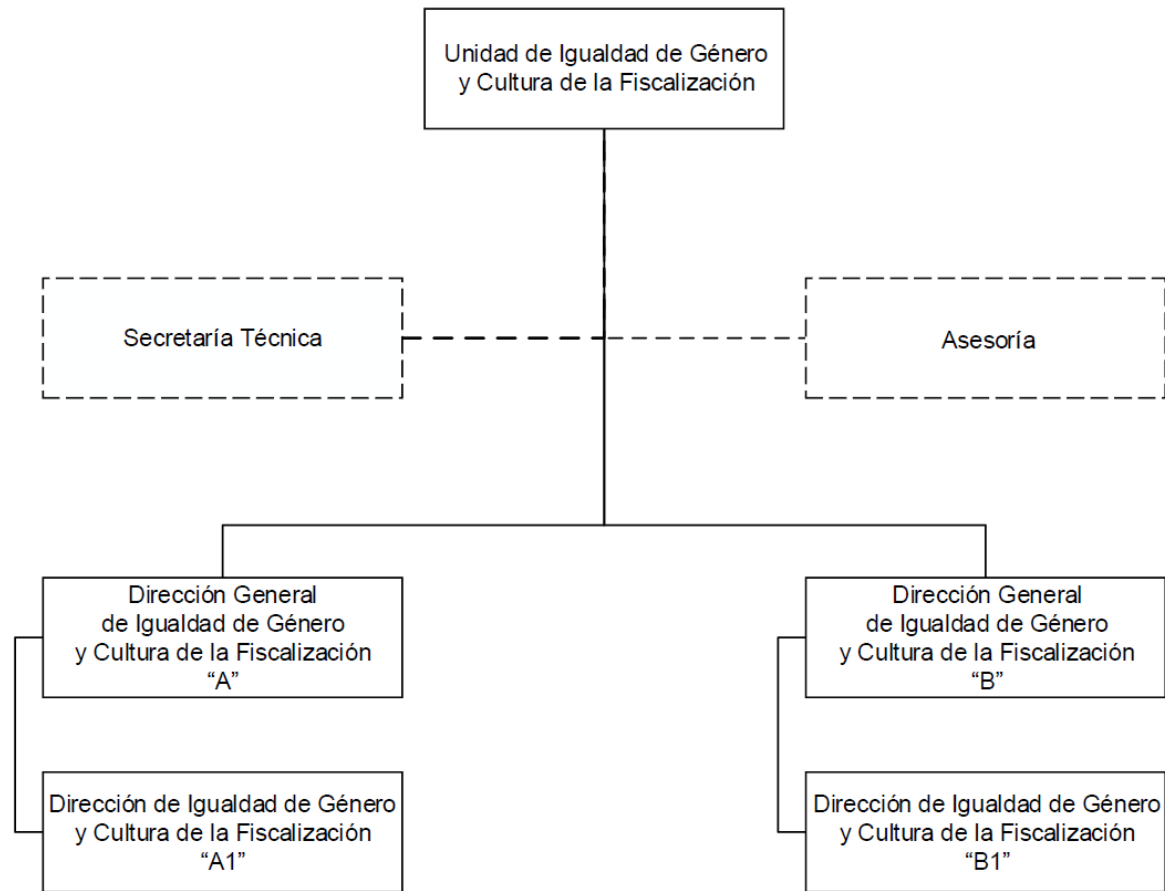 Unidad de Igualdad de Género
y Cultura de la Fiscalización
Secretaría Técnica
Asesoría
Dirección General
de Igualdad de Género
y Cultura de la Fiscalización
“A”
Dirección General
de Igualdad de Género
y Cultura de la Fiscalización
“B”
Dirección de Igualdad de Género
y Cultura de la Fiscalización
“A1”
Dirección de Igualdad de Género
y Cultura de la Fiscalización
“B1”